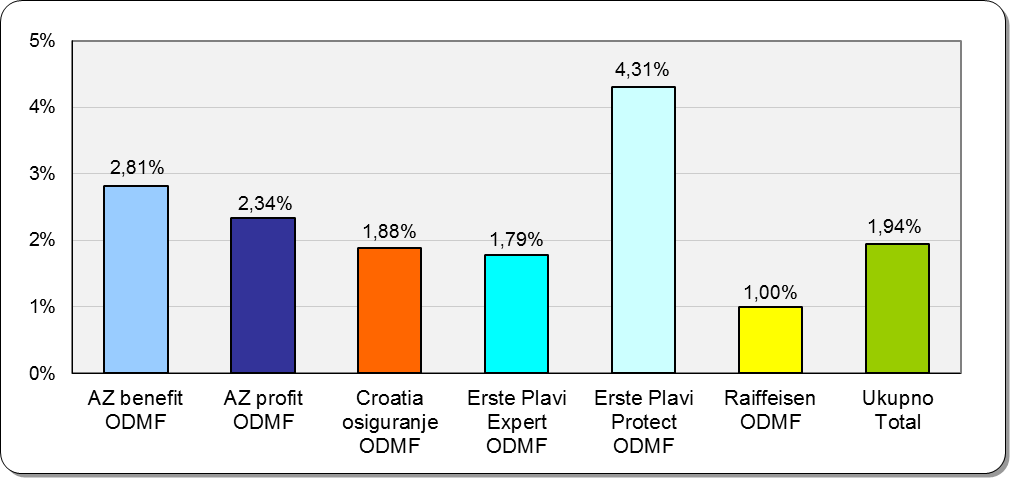 5%
4%
3%
2%
1%
0%
2,81%
2,34%
1,88%
1,79%
4,31%
1,00%
1,94%
AZ benefit
ODMF
AZ profit
ODMF
Croatia
osiguranje
ODMF
Erste Plavi
Expert
ODMF
Erste Plavi
Protect
ODMF
Raiffeisen
ODMF
Ukupno
Total